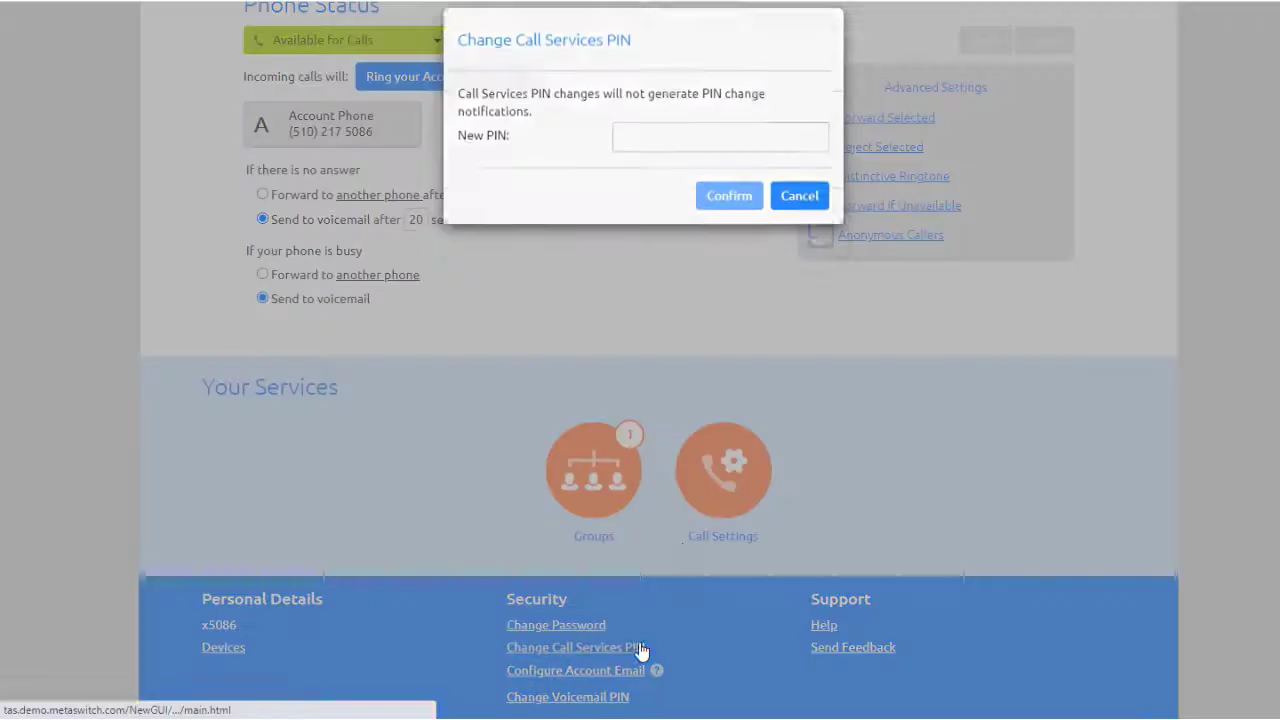 Phone Status
Change Call Services PIN
Available for Calls
Incoming calls will:
Ring your Acc
Call Services PIN changes will not generate PIN change
notifications.
New PIN:
Confirm
Cancel
Account Phone
(510) 217 5086
If there is no answer
Forward to another phone afte
Send to voicemail after 20 se
If your phone is busy
Forward to another phone
Send to voicemail
Advanced Settings
orward Selected
eject Selected
istinctive Ringtone
orward if Unavailable
Anonymous Callers
Your Services
1
Groups
Call Settings
Personal Details
x5086
Devices
Security
Change Password
Change Call Services PIN
Configure Account Email ?
Change Voicemail PIN
Support
Help
Send Feedback
tas.demo.metaswitch.com/NewGUI/.../main.html